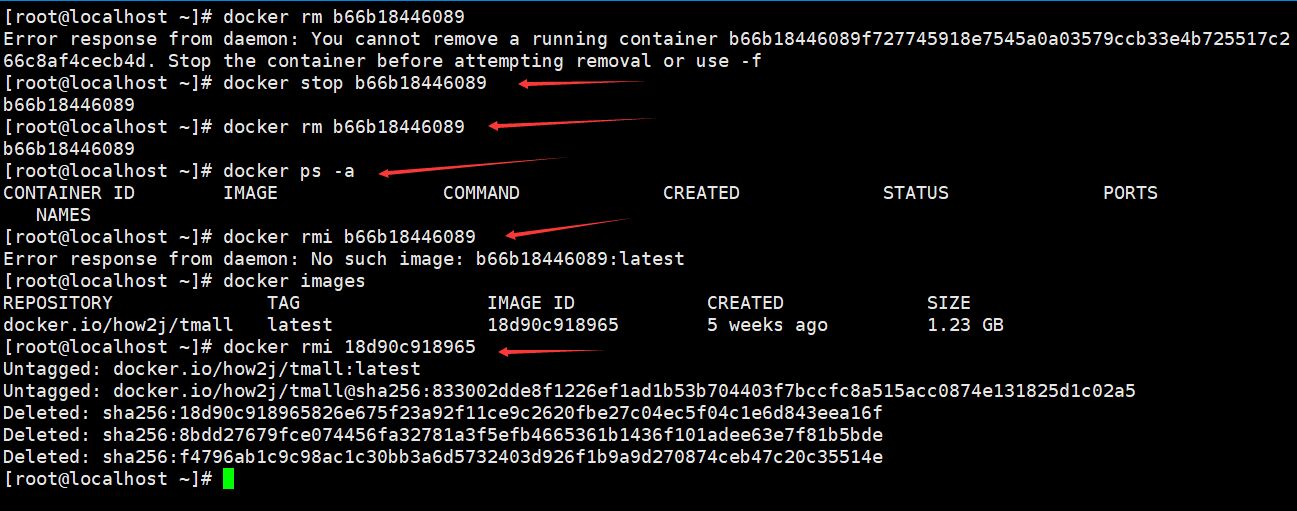 [root@localhost ~]# docker rm b66b18446089
Error response from daemon: You cannot remove a running container b66b18446089f727745918e7545a0a03579ccb33e4b725517c2
66c8af4cecb4d. Stop the container before attempting removal or use -f
[root@localhost ~]# docker stop b66b18446089
b66b18446089
[root@localhost ~]# docker rm b66b18446089
b66b18446089
[root@localhost ~]# docker ps -a
CONTAINER ID        IMAGE               COMMAND             CREATED             STATUS              PORTS
   NAMES
[root@localhost ~]# docker rmi b66b18446089
Error response from daemon: No such image: b66b18446089:latest
[root@localhost ~]# docker images
REPOSITORY              TAG                 IMAGE ID            CREATED             SIZE
docker.io/how2j/tmall   latest              18d90c918965        5 weeks ago         1.23 GB
[root@localhost ~]# docker rmi 18d90c918965
Untagged: docker.io/how2j/tmall:latest
Untagged: docker.io/how2j/tmall@sha256:833002dde8f1226ef1ad1b53b704403f7bccfc8a515acc0874e131825d1c02a5
Deleted: sha256:18d90c918965826e675f23a92f11ce9c2620fbe27c04ec5f04c1e6d843eea16f
Deleted: sha256:8bdd27679fce074456fa32781a3f5efb4665361b1436f101adee63e7f81b5bde
Deleted: sha256:f4796ab1c9c98ac1c30bb3a6d5732403d926f1b9a9d270874ceb47c20c35514e
[root@localhost ~]#